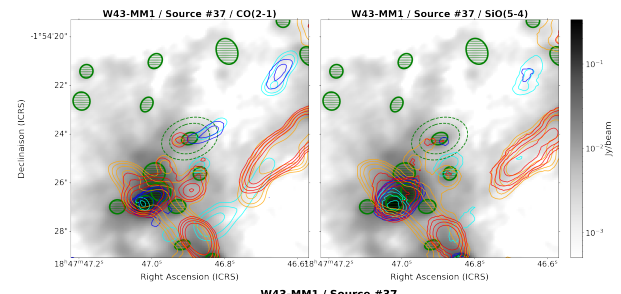 W43-MM1 / Source #37 / CO(2-1)
W43-MM1 / Source #37 / SiO(5-4)
-1°54'20"
22"
24"
26"
28"
Declinaison (ICRS)
18ʰ47ᵐ47.2ˢ
47.0ˢ
46.8ˢ
46.6ˢ
18ʰ47ᵐ47.2ˢ
47.0ˢ
46.8ˢ
46.6ˢ
Right Ascension (ICRS)
Right Ascension (ICRS)
10⁻¹
10⁻²
10⁻³
Jy/beam
W43-MM1 / Source #37